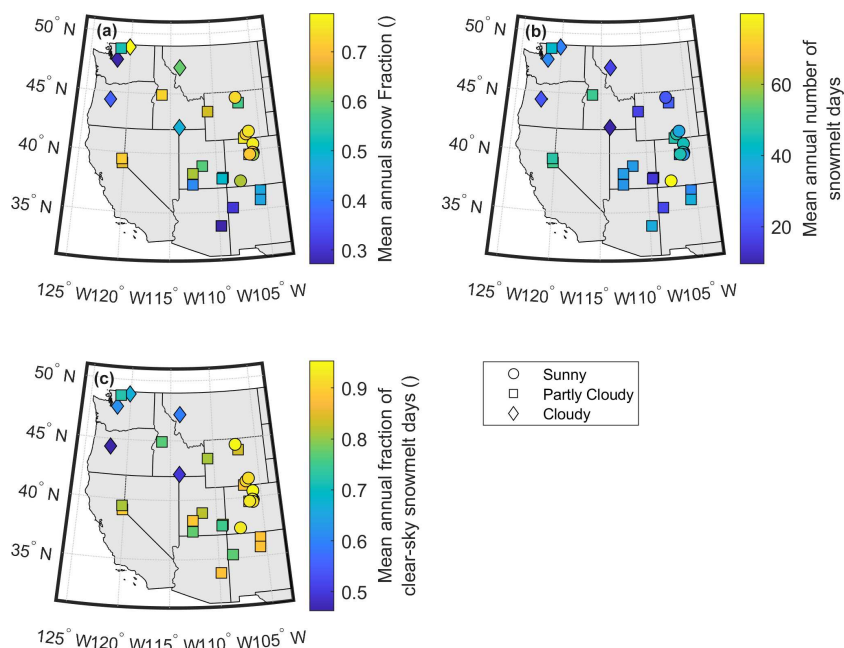 50° N
45° N
40° N
35° N
(a)
125° W120° W115° W110° W105° W
0.7
0.6
0.5
0.4
0.3
Mean annual snow Fraction ()
50° N
45° N
40° N
35° N
(b)
125° W120° W115° W110° W105° W
60
40
20
Mean annual number of
snowmelt days
50° N
45° N
40° N
35° N
(c)
125° W120° W115° W110° W105° W
0.9
0.8
0.7
0.6
0.5
Mean annual fraction of
clear-sky snowmelt days ()
Sunny
Partly Cloudy
Cloudy